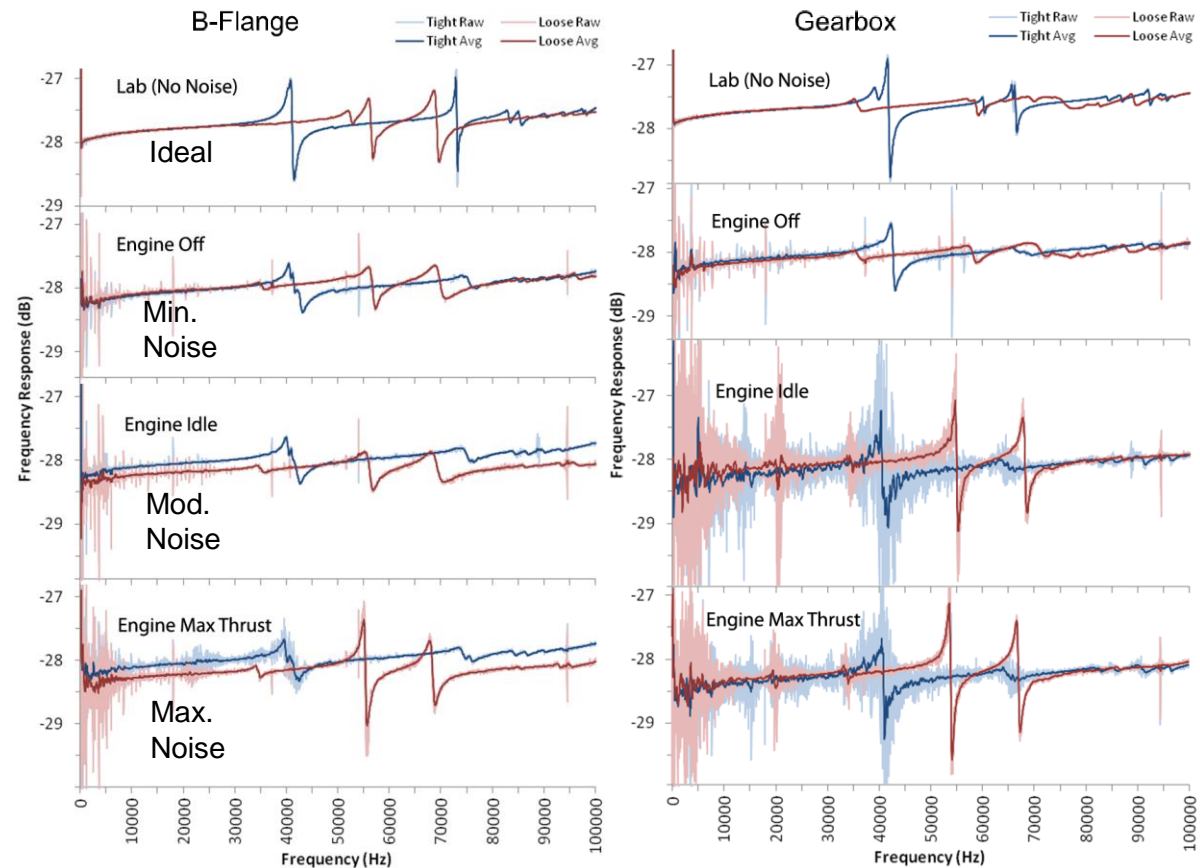 B-Flange
Tight Raw
Loose Raw
Tight Avg
Loose Avg
Lab (No Noise)
Ideal
-27
-28
-29
Engine Off
Min.
Noise
-27
-28
-29
Engine Idle
Mod.
Noise
-27
-28
-29
Engine Max Thrust
Max.
Noise
-27
-28
-29
Frequency Response (dB)
0
10000
20000
30000
40000
50000
60000
70000
80000
90000
100000
Frequency (Hz)
Gearbox
Tight Raw
Loose Raw
Tight Avg
Loose Avg
Lab (No Noise)
-27
-28
Engine Off
-27
-28
-29
Engine Idle
-27
-28
-29
Engine Max Thrust
-27
-28
-29
Frequency Response (dB)
0
10000
20000
30000
40000
50000
60000
70000
80000
90000
100000
Frequency (Hz)